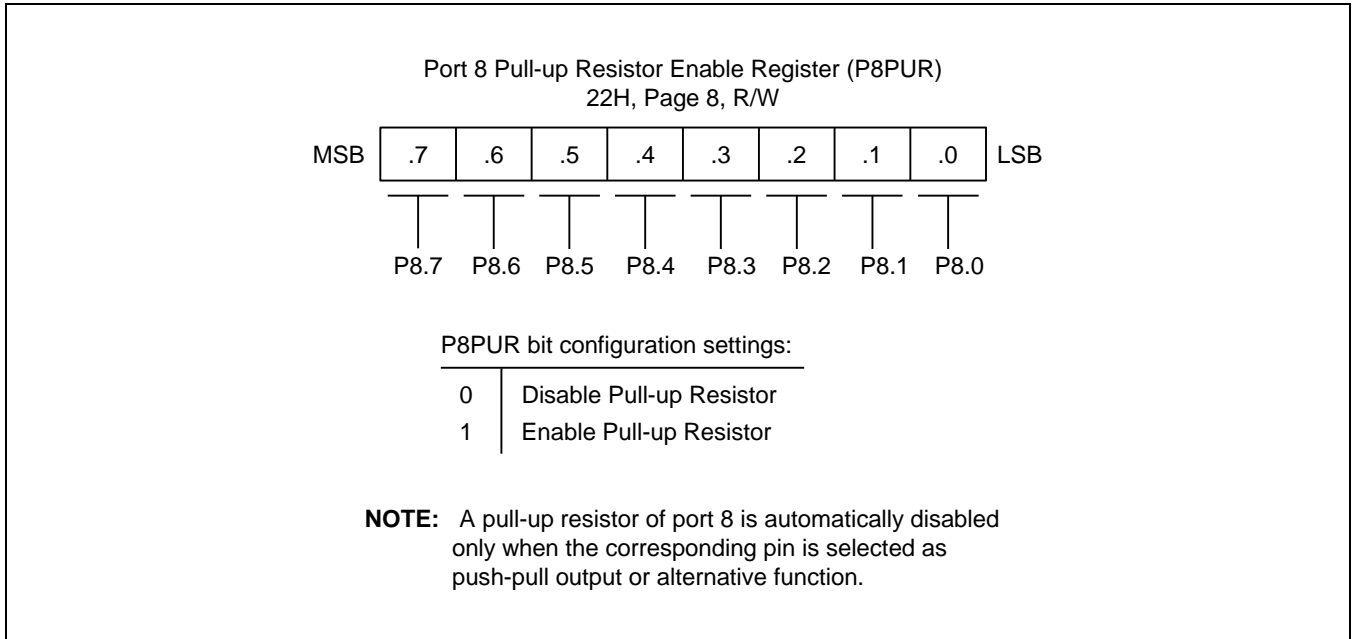 Port 8 Pull-up Resistor Enable Register (P8PUR)
22H, Page 8, R/W
MSB .7 .6 .5 .4 .3 .2 .1 .0 LSB
P8.7 P8.6 P8.5 P8.4 P8.3 P8.2 P8.1 P8.0
P8PUR bit configuration settings:
0 Disable Pull-up Resistor
1 Enable Pull-up Resistor
NOTE: A pull-up resistor of port 8 is automatically disabled
only when the corresponding pin is selected as
push-pull output or alternative function.